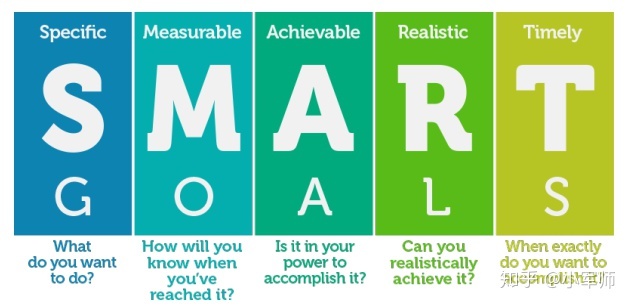 Specific
Measurable
Achievable
Realistic
Timely
S
M
A
R
T
G
O
A
L
S
What
do you want
to do?
How will you
know when
you've
reached it?
Is it in your
power to
accomplish it?
Can you
realistically
achieve it?
When exactly
do you want to
知乎 @小军师